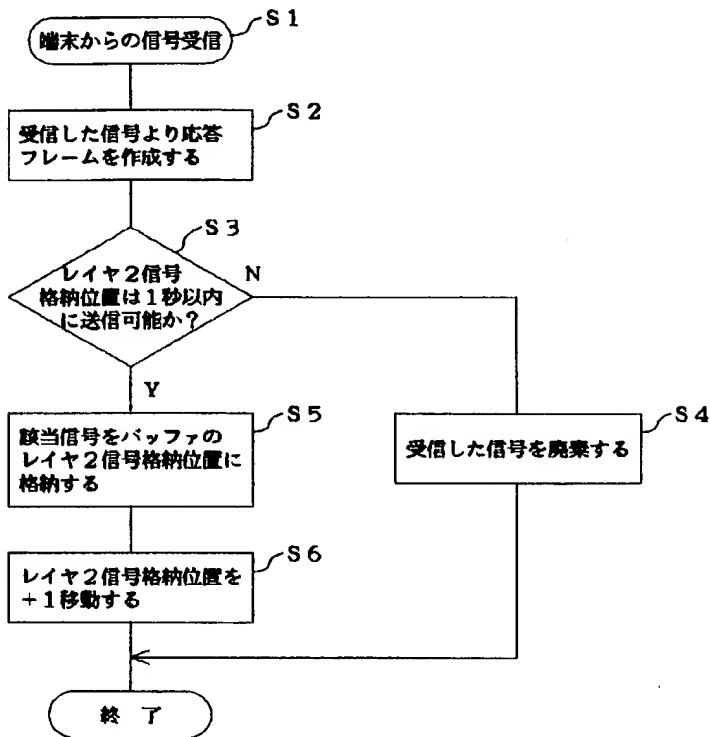 S1
端末からの信号受信
S2
受信した信号より応答
フレームを作成する
S3
レイヤ2信号
格納位置は1秒以内
に送信可能か?
N
Y
S5
該当信号をバッファの
レイヤ2信号格納位置に
格納する
S4
受信した信号を廃棄する
S6
レイヤ2信号格納位置を
+1移動する
終 了